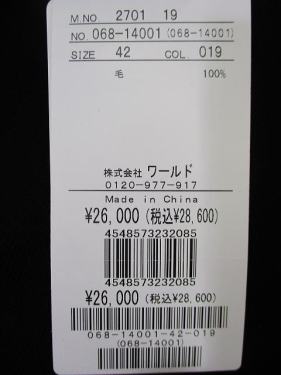 M.NO. 2701 19
NO. 068-14001 (068-14001)
SIZE 42 COL. 019
毛 100%
株式会社 ワールド
0120-977-917
Made in China
¥26,000 (税込¥28,600)
4548573232085
4548573232085
¥26,000 (税込¥28,600)
068-14001-42-019
(068-14001)